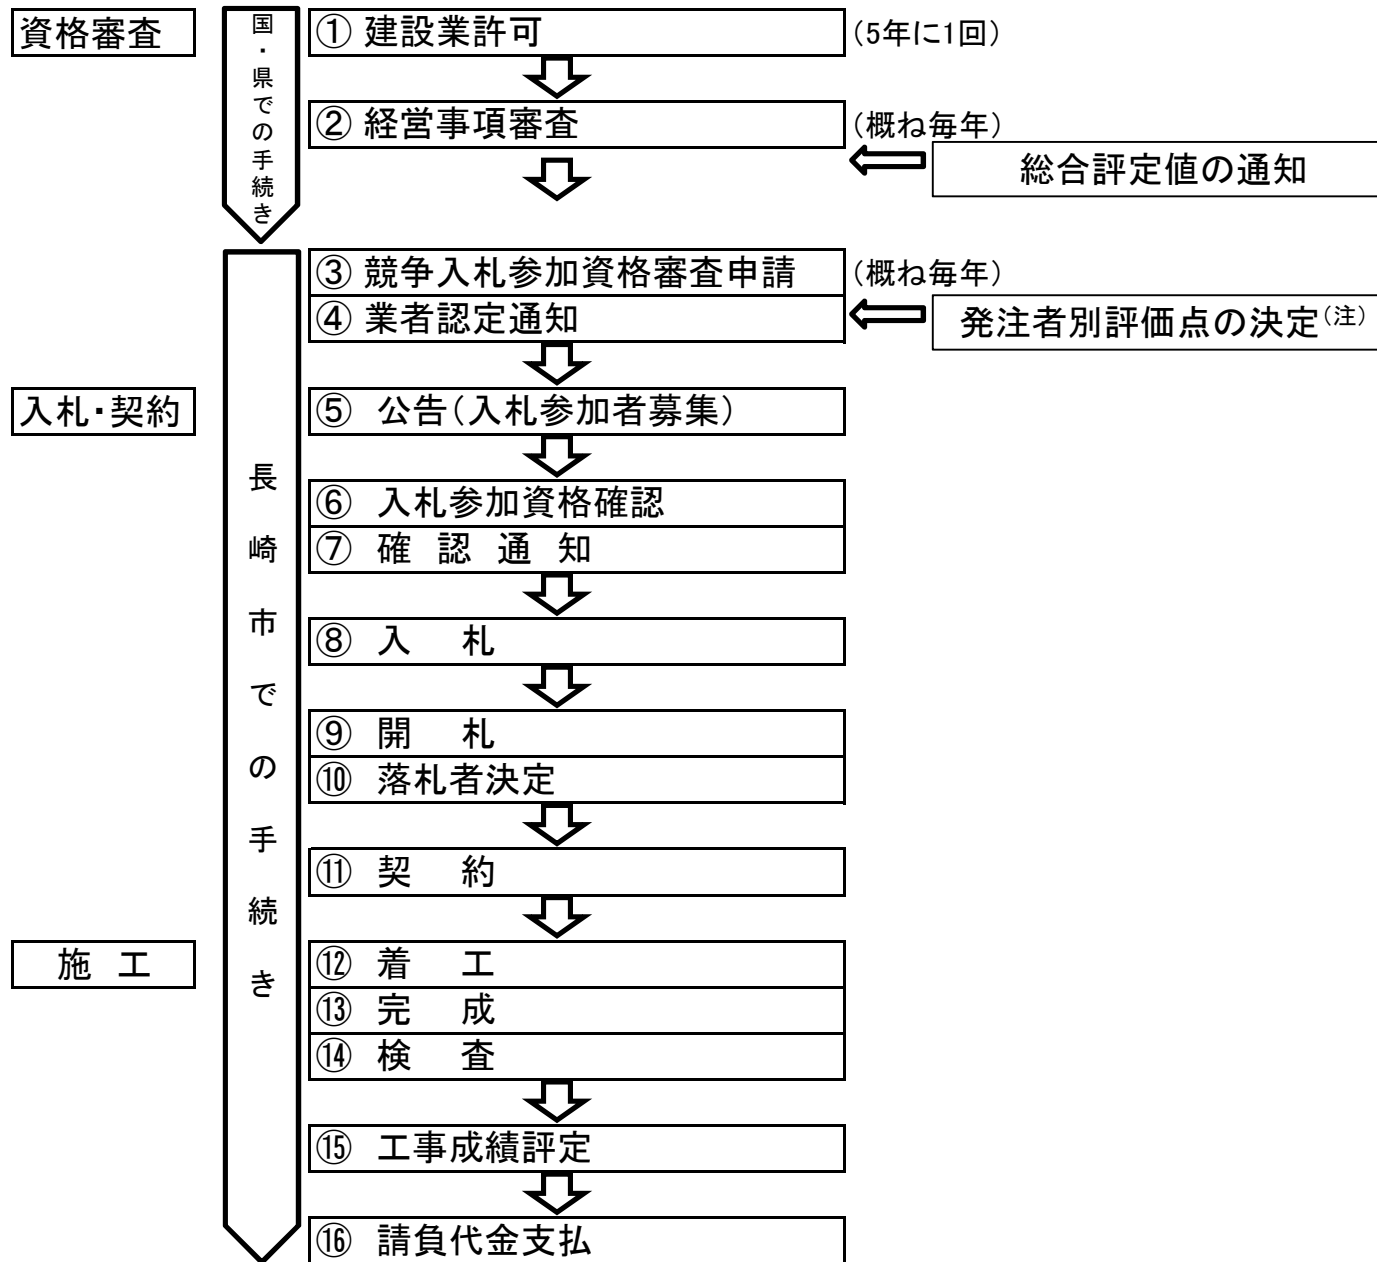 資格審査
国・県での手続き
① 建設業許可
(5年に1回)
② 経営事項審査
(概ね毎年)
総合評定値の通知
長崎市での手続き
③ 競争入札参加資格審査申請
(概ね毎年)
④ 業者認定通知
発注者別評価点の決定(注)
入札・契約
⑤ 公告(入札参加者募集)
⑥ 入札参加資格確認
⑦ 確 認 通 知
⑧ 入 札
⑨ 開 札
⑩ 落札者決定
⑪ 契 約
施 工
⑫ 着 工
⑬ 完 成
⑭ 検 査
⑮ 工事成績評定
⑯ 請負代金支払